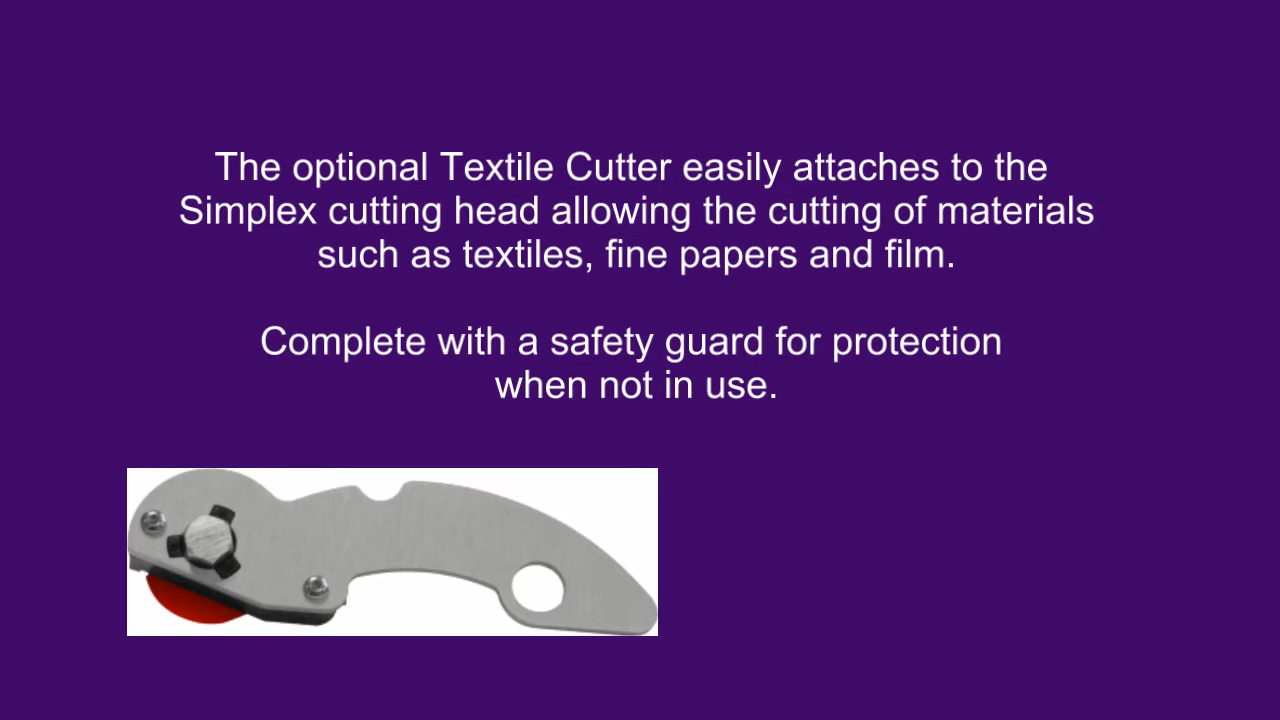 The optional Textile Cutter easily attaches to the
Simplex cutting head allowing the cutting of materials
such as textiles, fine papers and film.
Complete with a safety guard for protection
when not in use.